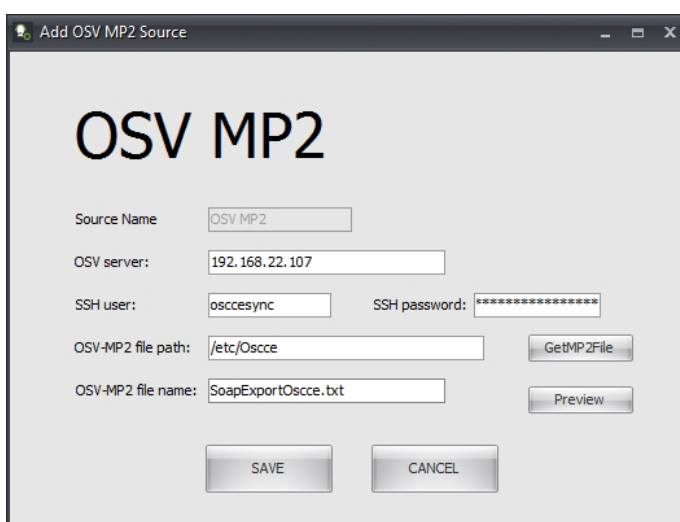 Add OSV MP2 Source
OSV MP2
Source Name OSV MP2
OSV server: 192.168.22.107
SSH user: osccesync SSH password: ****************
OSV-MP2 file path: /etc/Oscce GetMP2File
OSV-MP2 file name: SoapExportOscce.txt Preview
SAVE CANCEL